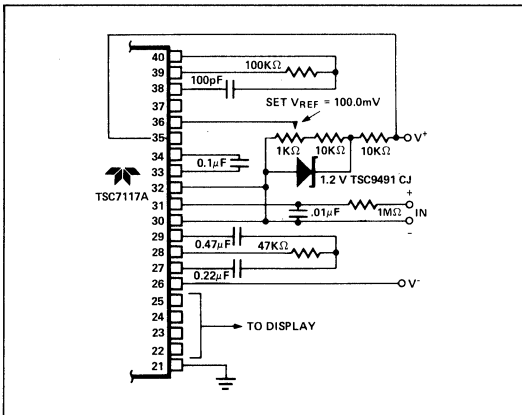 40
39
100KΩ
38
100pF
37
SET VREF = 100.0mV
36
35
1KΩ
10KΩ
10KΩ
V+
34
33
0.1μF
TSC7117A
32
1.2 V TSC9491 CJ
31
.01μF
1MΩ
+
IN
-
30
29
0.47μF
28
47KΩ
27
0.22μF
26
V-
25
24
TO DISPLAY
23
22
21